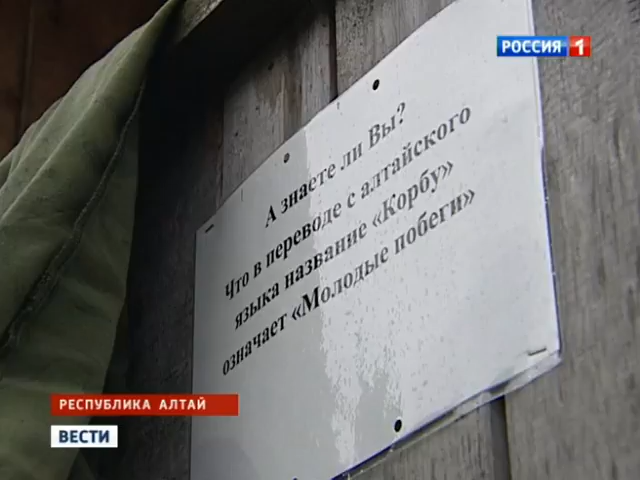 РОССИЯ 1
А знаете ли Вы?
Что в переводе с алтайского
языка название «Корбу»
означает «Молодые побеги»
РЕСПУБЛИКА АЛТАЙ
ВЕСТИ